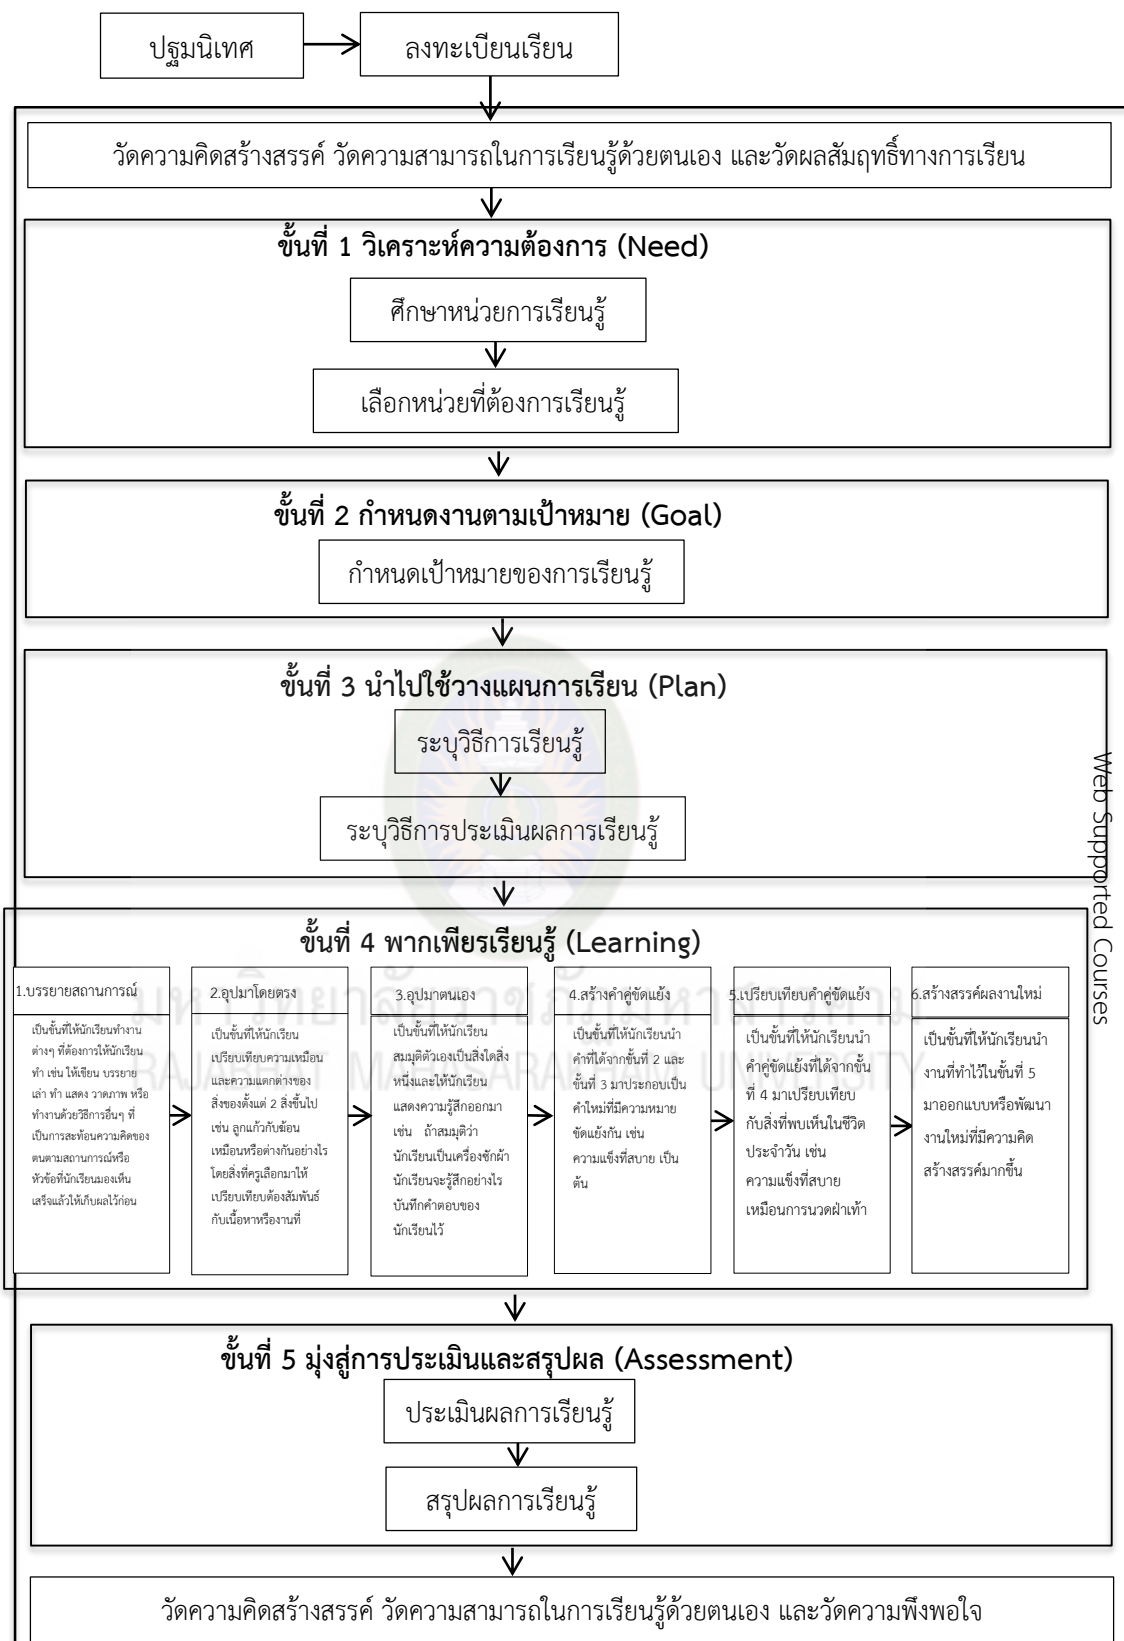 ปฐมนิเทศ
ลงทะเบียนเรียน
วัดความคิดสร้างสรรค์ วัดความสามารถในการเรียนรู้ด้วยตนเอง และวัดผลสัมฤทธิ์ทางการเรียน
ขั้นที่ 1 วิเคราะห์ความต้องการ (Need)
ศึกษาหน่วยการเรียนรู้
เลือกหน่วยที่ต้องการเรียนรู้
ขั้นที่ 2 กำหนดงานตามเป้าหมาย (Goal)
กำหนดเป้าหมายของการเรียนรู้
ขั้นที่ 3 นำไปใช้วางแผนการเรียน (Plan)
ระบุวิธีการเรียนรู้
ระบุวิธีการประเมินผลการเรียนรู้
Web Supported Courses
ขั้นที่ 4 พากเพียรเรียนรู้ (Learning)
1.บรรยายสถานการณ์
เป็นขั้นที่ให้นักเรียนทำงาน
ต่างๆ ที่ต้องการให้นักเรียน
ทำ เช่น ให้เขียน บรรยาย
เล่า ทำ แสดง วาดภาพ หรือ
ทำงานด้วยวิธีการอื่นๆ ที่
เป็นการสะท้อนความคิดของ
ตนตามสถานการณ์หรือ
หัวข้อที่นักเรียนมองเห็น
เสร็จแล้วให้เก็บผลไว้ก่อน
2.อุปมาโดยตรง
เป็นขั้นที่ให้นักเรียน
เปรียบเทียบความเหมือน
และความแตกต่างของ
สิ่งของตั้งแต่ 2 สิ่งขึ้นไป
เช่น ลูกแก้วกับฆ้อน
เหมือนหรือต่างกันอย่างไร
โดยสิ่งที่ครูเลือกมาให้
เปรียบเทียบต้องสัมพันธ์
กับเนื้อหาหรืองานที่
3.อุปมาตนเอง
เป็นขั้นที่ให้นักเรียน
สมมุติตัวเองเป็นสิ่งใดสิ่ง
หนึ่งและให้นักเรียน
แสดงความรู้สึกออกมา
เช่น ถ้าสมมุติว่า
นักเรียนเป็นเครื่องซักผ้า
นักเรียนจะรู้สึกอย่างไร
บันทึกคำตอบของ
นักเรียนไว้
4.สร้างคำคู่ขัดแย้ง
เป็นขั้นที่ให้นักเรียนนำ
คำที่ได้จากขั้นที่ 2 และ
ขั้นที่ 3 มาประกอบเป็น
คำใหม่ที่มีความหมาย
ขัดแย้งกัน เช่น
ความแข็งที่สบาย เป็น
ต้น
5.เปรียบเทียบคำคู่ขัดแย้ง
เป็นขั้นที่ให้นักเรียนนำ
คำคู่ขัดแย้งที่ได้จากขั้น
ที่ 4 มาเปรียบเทียบ
กับสิ่งที่พบเห็นในชีวิต
ประจำวัน เช่น
ความแข็งที่สบาย
เหมือนการนวดฝ่าเท้า
6.สร้างสรรค์ผลงานใหม่
เป็นขั้นที่ให้นักเรียนนำ
งานที่ทำไว้ในขั้นที่ 5
มาออกแบบหรือพัฒนา
งานใหม่ที่มีความคิด
สร้างสรรค์มากขึ้น
มหาวิทยาลัยราชภัฏมหาสารคาม
RAJABHAT MAHASARAKHAM UNIVERSITY
ขั้นที่ 5 มุ่งสู่การประเมินและสรุปผล (Assessment)
ประเมินผลการเรียนรู้
สรุปผลการเรียนรู้
วัดความคิดสร้างสรรค์ วัดความสามารถในการเรียนรู้ด้วยตนเอง และวัดความพึงพอใจ